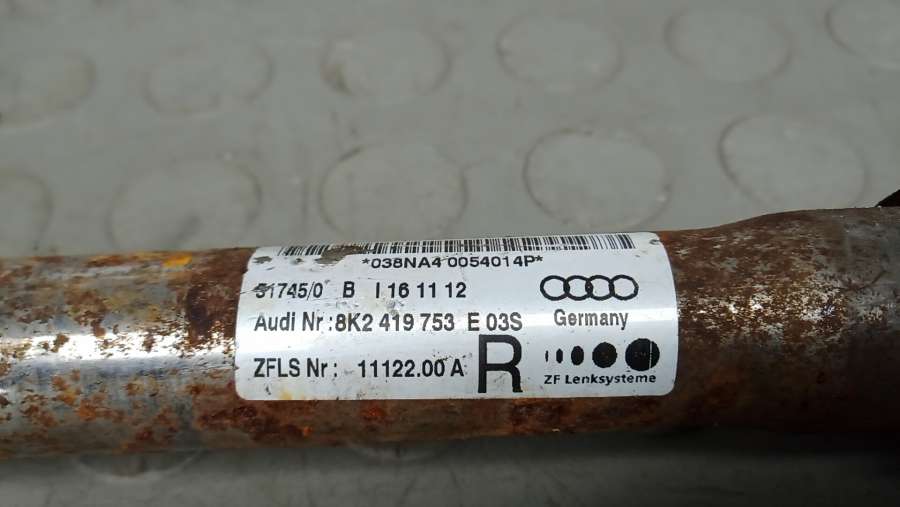 *038NA4 0054014P*
51745/0 B I 16 11 12
Audi Nr :8K2 419 753 E 03S
Germany
ZFLS Nr : 11122.00 A R
ZF Lenksysteme